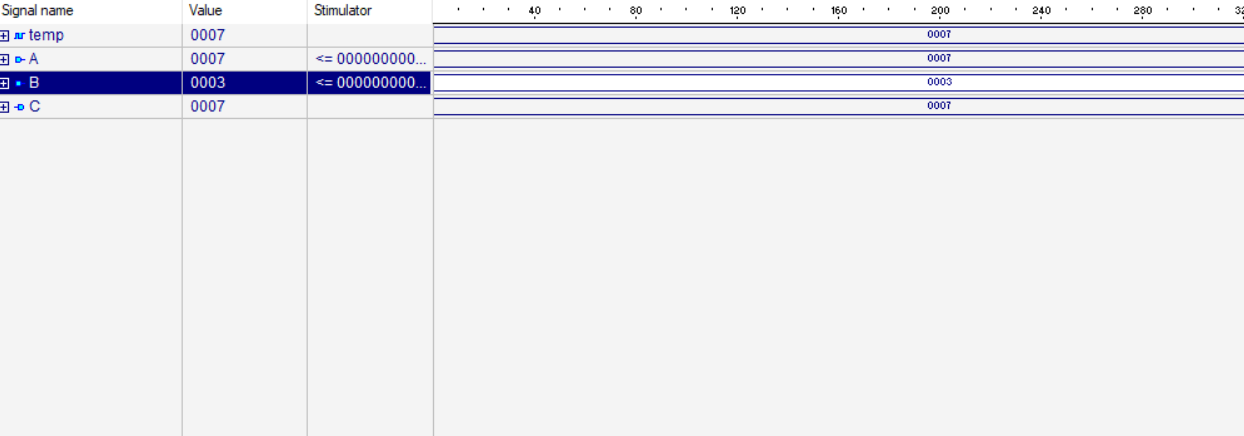 Signal name Value Stimulator 40 80 120 160 200 240 280 32
temp 0007 0007
A 0007 <= 000000000... 0007
B 0003 <= 000000000... 0003
C 0007 0007